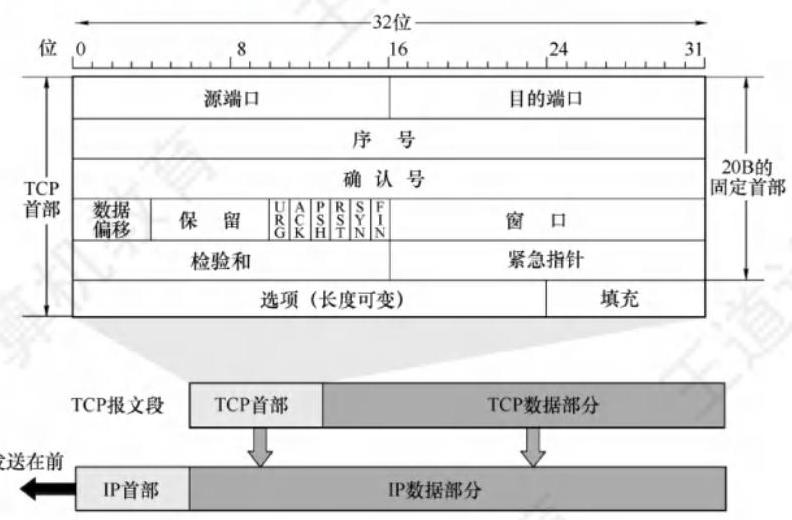 32位
位 0 8 16 24 31
源端口 目的端口
序 号
确 认 号
TCP
首部
20B的
固定首部
数据
偏移
保 留
URG
ACK
PSH
RST
SYN
FIN
窗 口
检验和 紧急指针
选项（长度可变） 填充
TCP报文段 TCP首部 TCP数据部分
发送在前
IP首部 IP数据部分